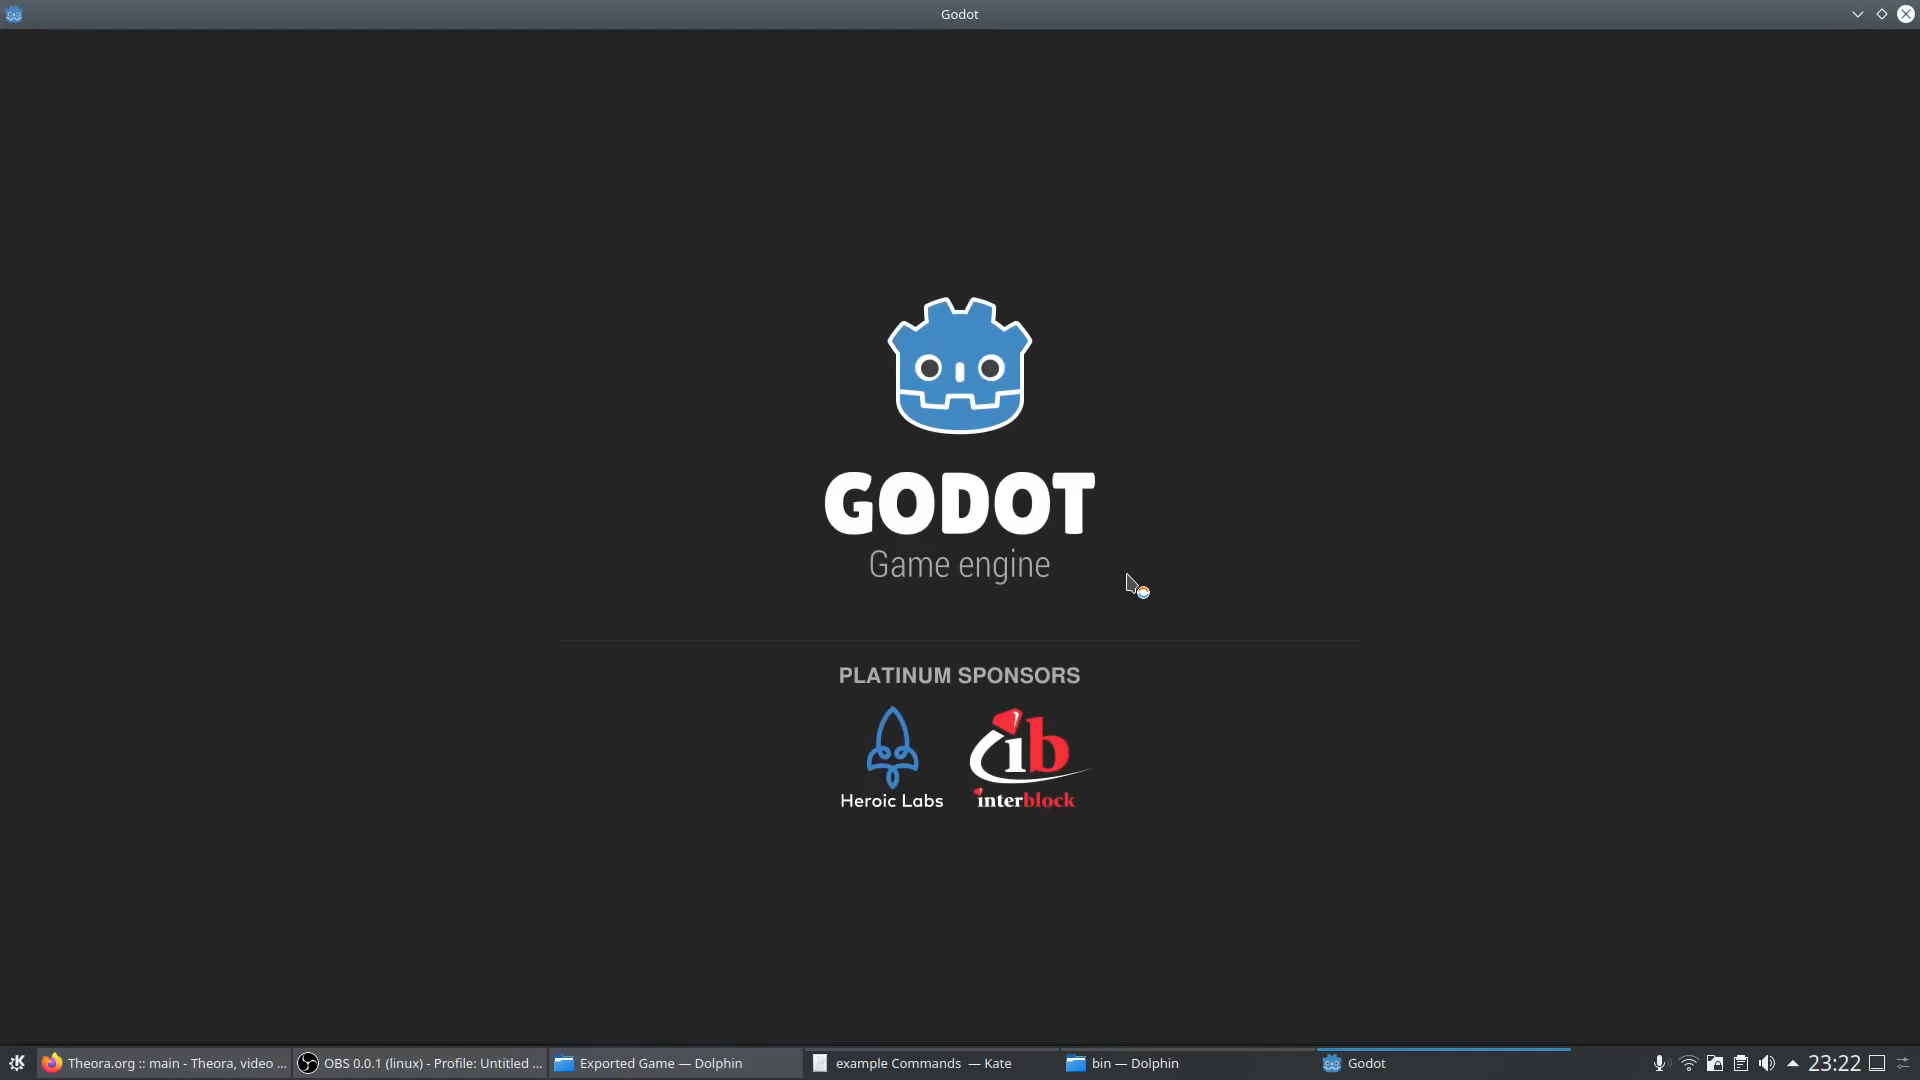 Godot
GODOT
Game engine
PLATINUM SPONSORS
Heroic Labs
ib
interblock
Theora.org :: main - Theora, video ...
OBS 0.0.1 (linux) - Profile: Untitled ...
Exported Game — Dolphin
example Commands — Kate
bin — Dolphin
Godot
23:22